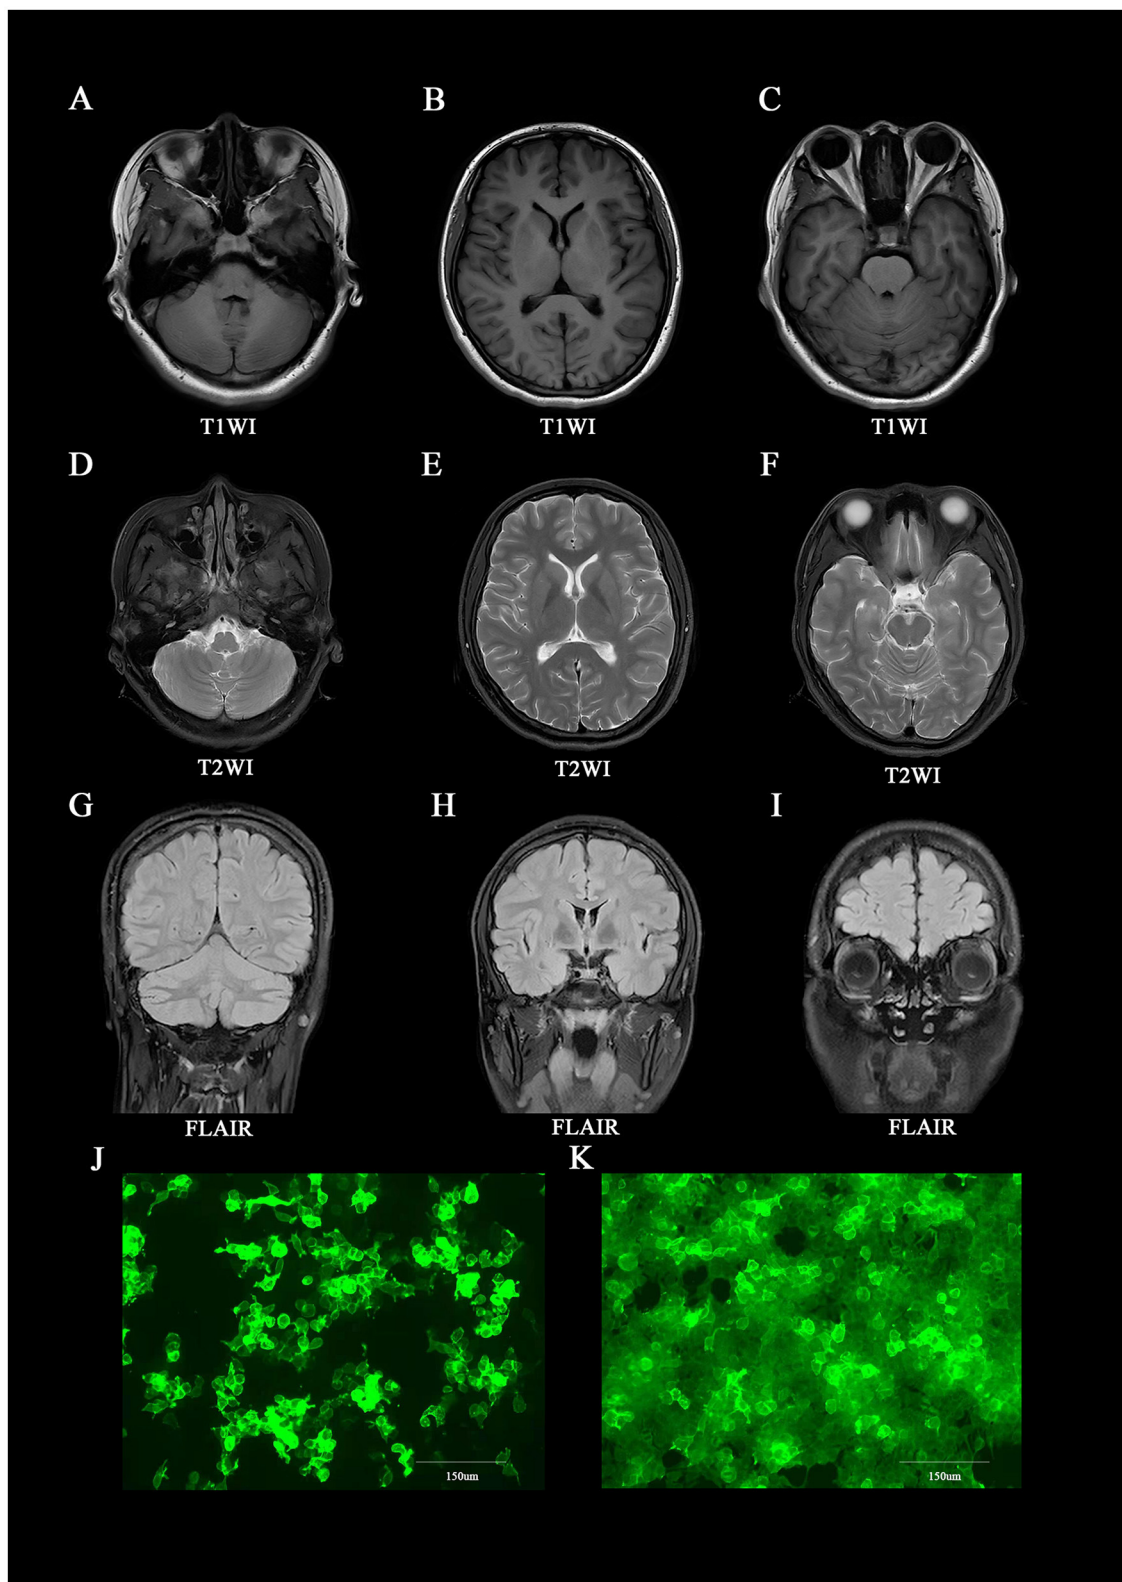 A B C
T1WI T1WI T1WI
D E F
T2WI T2WI T2WI
G H I
FLAIR FLAIR FLAIR
J K
150um 150um